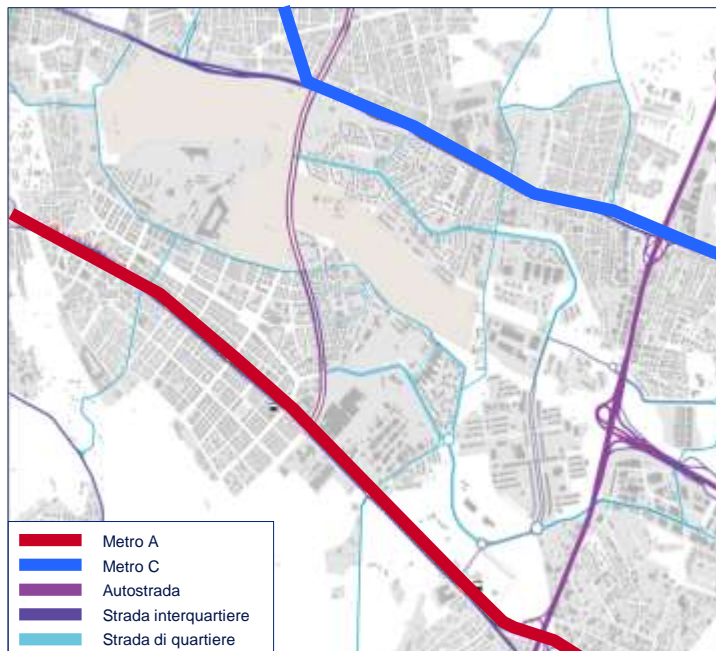 Metro A
Metro C
Autostrada
Strada interquartiere
Strada di quartiere